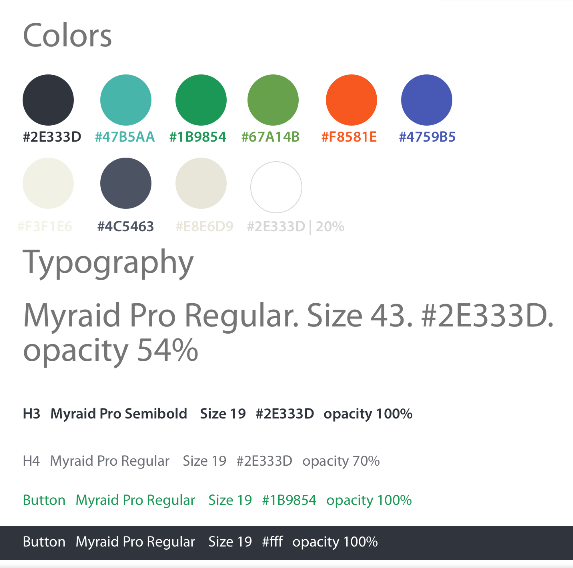 Colors
#2E333D #47B5AA #1B9854 #67A14B #F8581E #4759B5
#F3F1E6 #4C5463 #E8E6D9 #2E333D | 20%
Typography
Myraid Pro Regular. Size 43. #2E333D.
opacity 54%
H3 Myraid Pro Semibold Size 19 #2E333D opacity 100%
H4 Myraid Pro Regular Size 19 #2E333D opacity 70%
Button Myraid Pro Regular Size 19 #1B9854 opacity 100%
Button Myraid Pro Regular Size 19 #fff opacity 100%